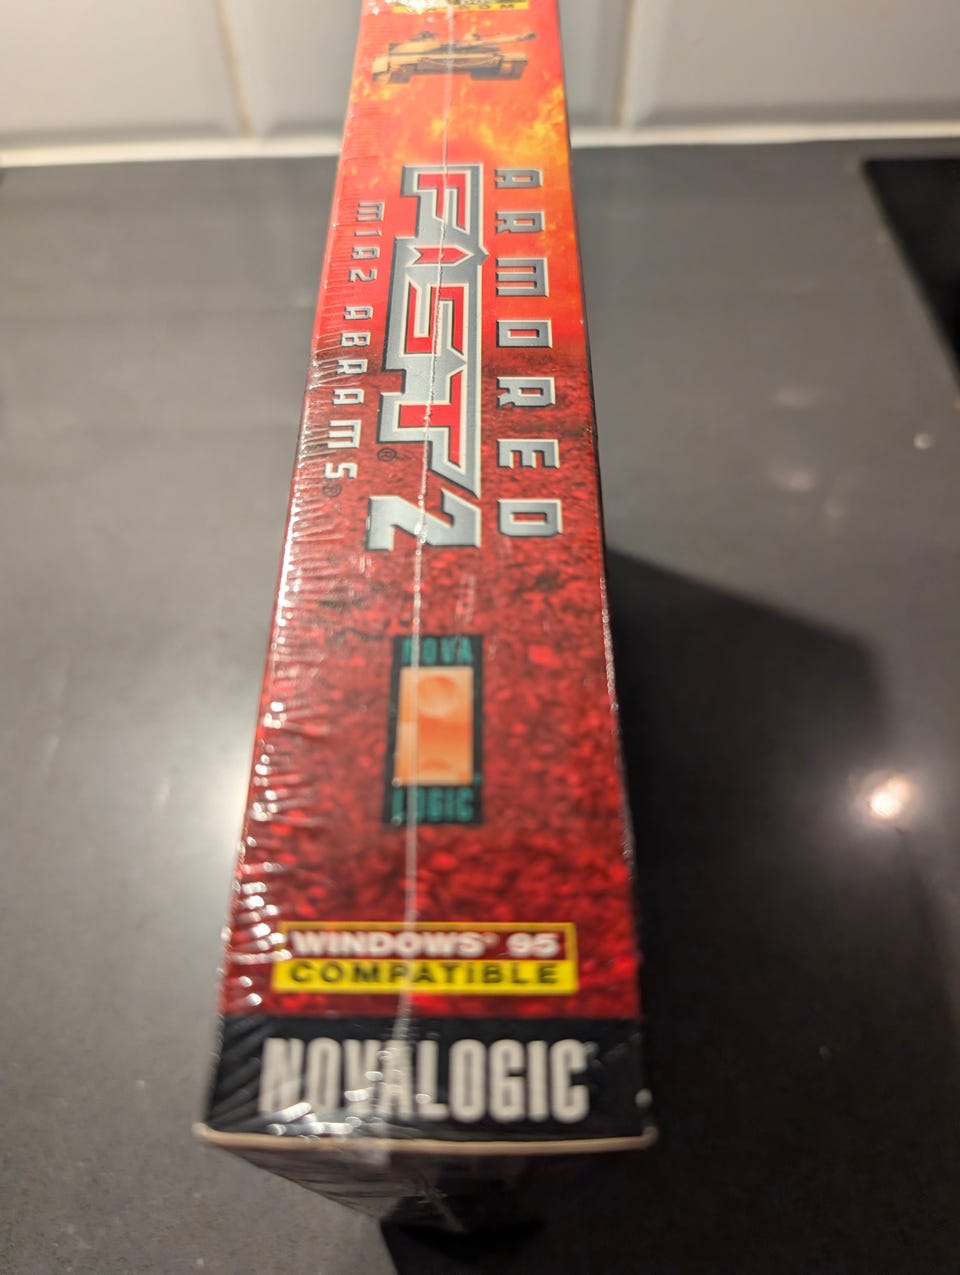 ARMORED
FIST 2
®
M1A2 ABRAMS®
NOVA
LOGIC
WINDOWS® 95
COMPATIBLE
NOVALOGIC